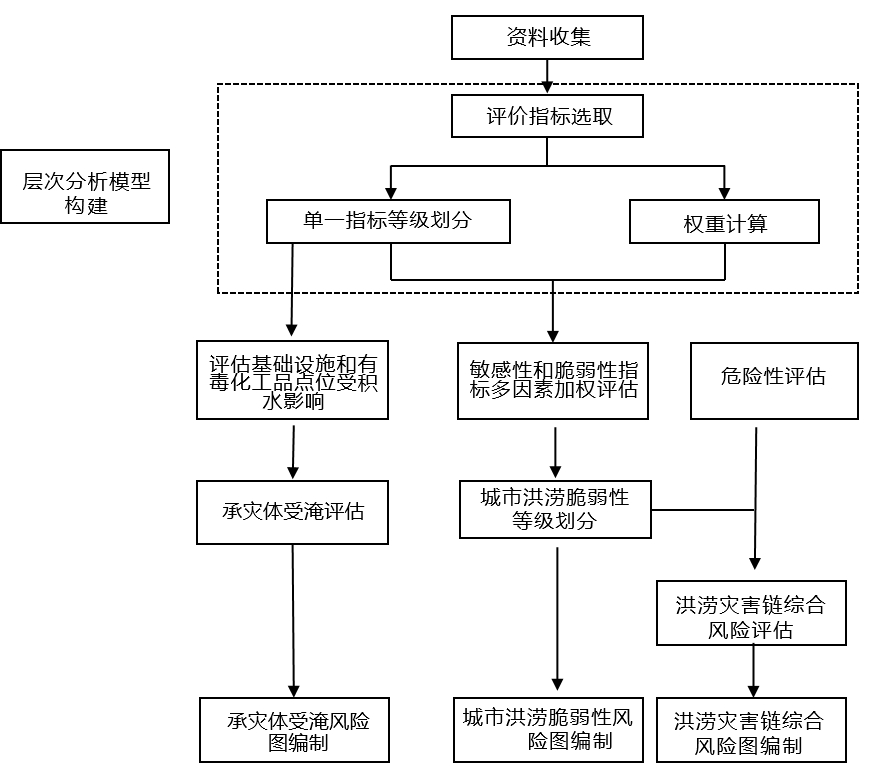 资料收集
评价指标选取
层次分析模型
构建
单一指标等级划分
权重计算
评估基础设施和有
毒化工品点位受积
水影响
敏感性和脆弱性指
标多因素加权评估
危险性评估
承灾体受淹评估
城市洪涝脆弱性
等级划分
洪涝灾害链综合
风险评估
承灾体受淹风险
图编制
城市洪涝脆弱性风
险图编制
洪涝灾害链综合
风险图编制